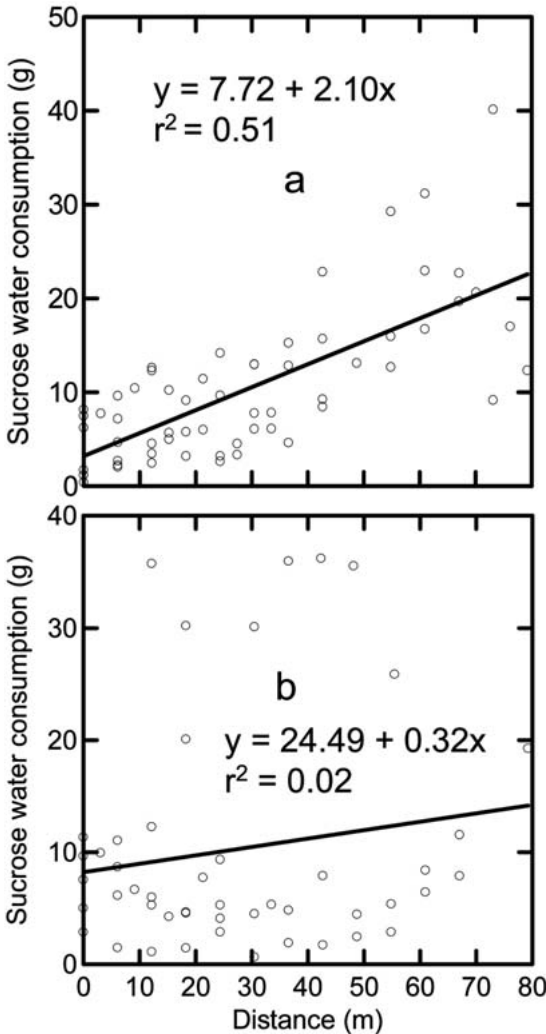 50
40
30
20
10
0
Sucrose water consumption (g)
y = 7.72 + 2.10x
r² = 0.51
a
40
30
20
10
0
Sucrose water consumption (g)
b
y = 24.49 + 0.32x
r² = 0.02
0 10 20 30 40 50 60 70 80
Distance (m)